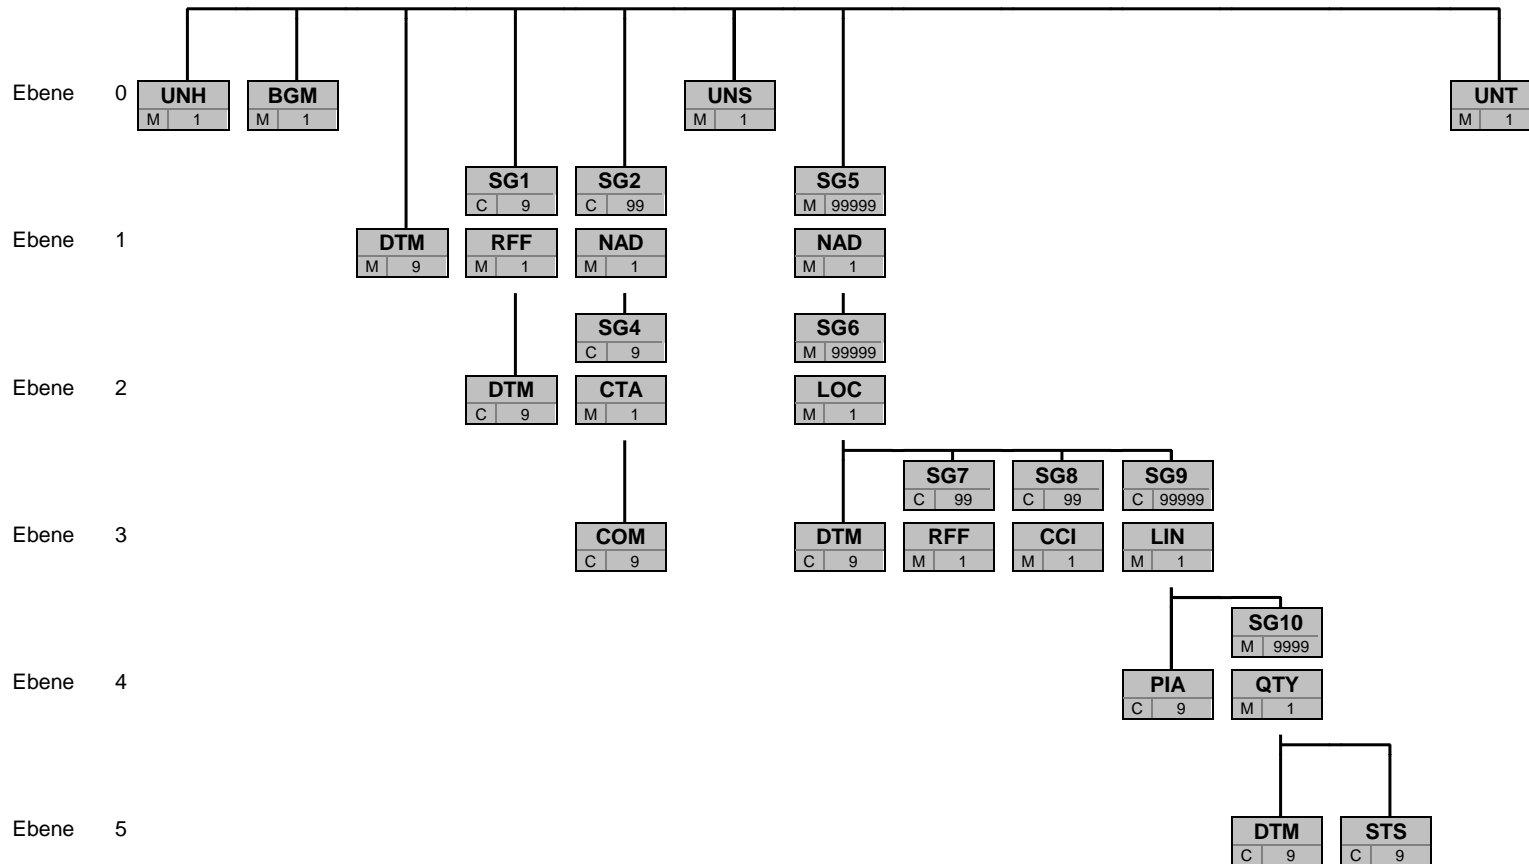 Ebene 0 UNH BGM UNS UNT
M 1 M 1 M 1 M 1
SG1 SG2 SG5
C 9 C 99 M 99999
Ebene 1 DTM RFF NAD NAD
M 9 M 1 M 1 M 1
SG4 SG6
C 9 M 99999
Ebene 2 DTM CTA LOC
C 9 M 1 M 1
SG7 SG8 SG9
C 99 C 99 C 99999
Ebene 3 COM DTM RFF CCI LIN
C 9 C 9 M 1 M 1 M 1
SG10
M 9999
Ebene 4 PIA QTY
C 9 M 1
Ebene 5 DTM STS
C 9 C 9